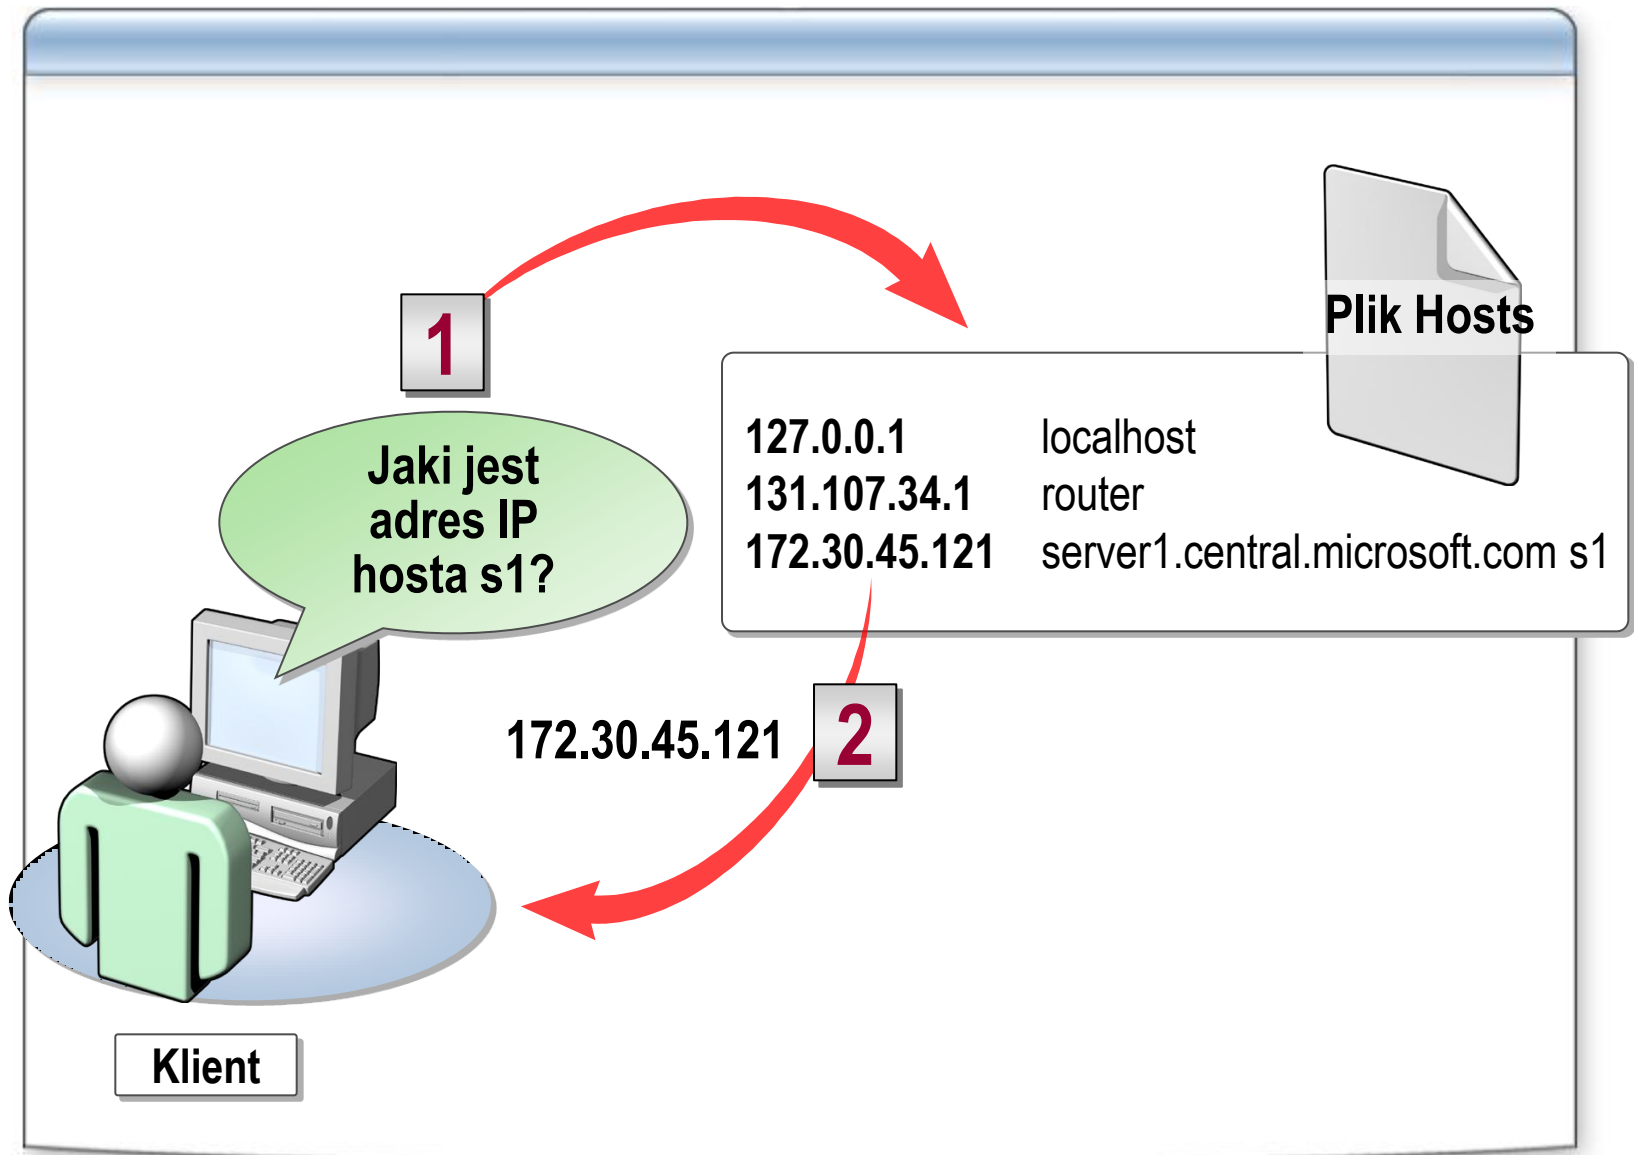 Plik Hosts
1
127.0.0.1 localhost
131.107.34.1 router
172.30.45.121 server1.central.microsoft.com s1
Jaki jest
adres IP
hosta s1?
172.30.45.121
2
Klient